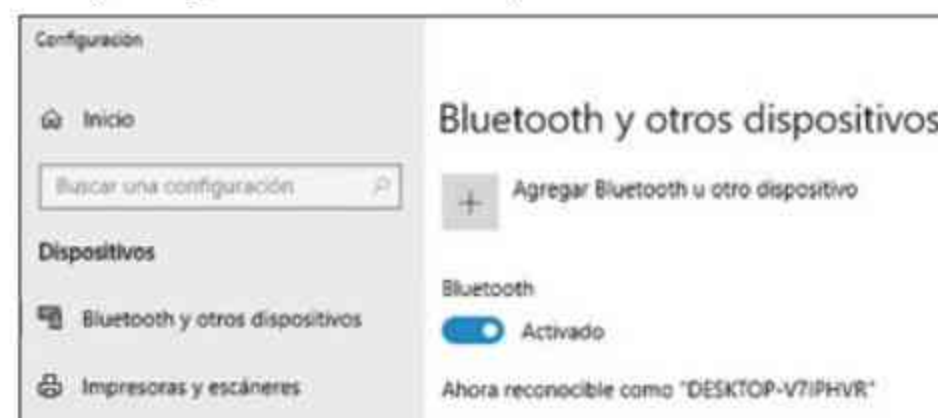 Configuración
Inicio
Buscar una configuración
Dispositivos
Bluetooth y otros dispositivos
Impresoras y escáneres
Bluetooth y otros dispositivos
Agregar Bluetooth u otro dispositivo
Bluetooth
Activado
Ahora reconocible como "DESKTOP-V7IPHVR"